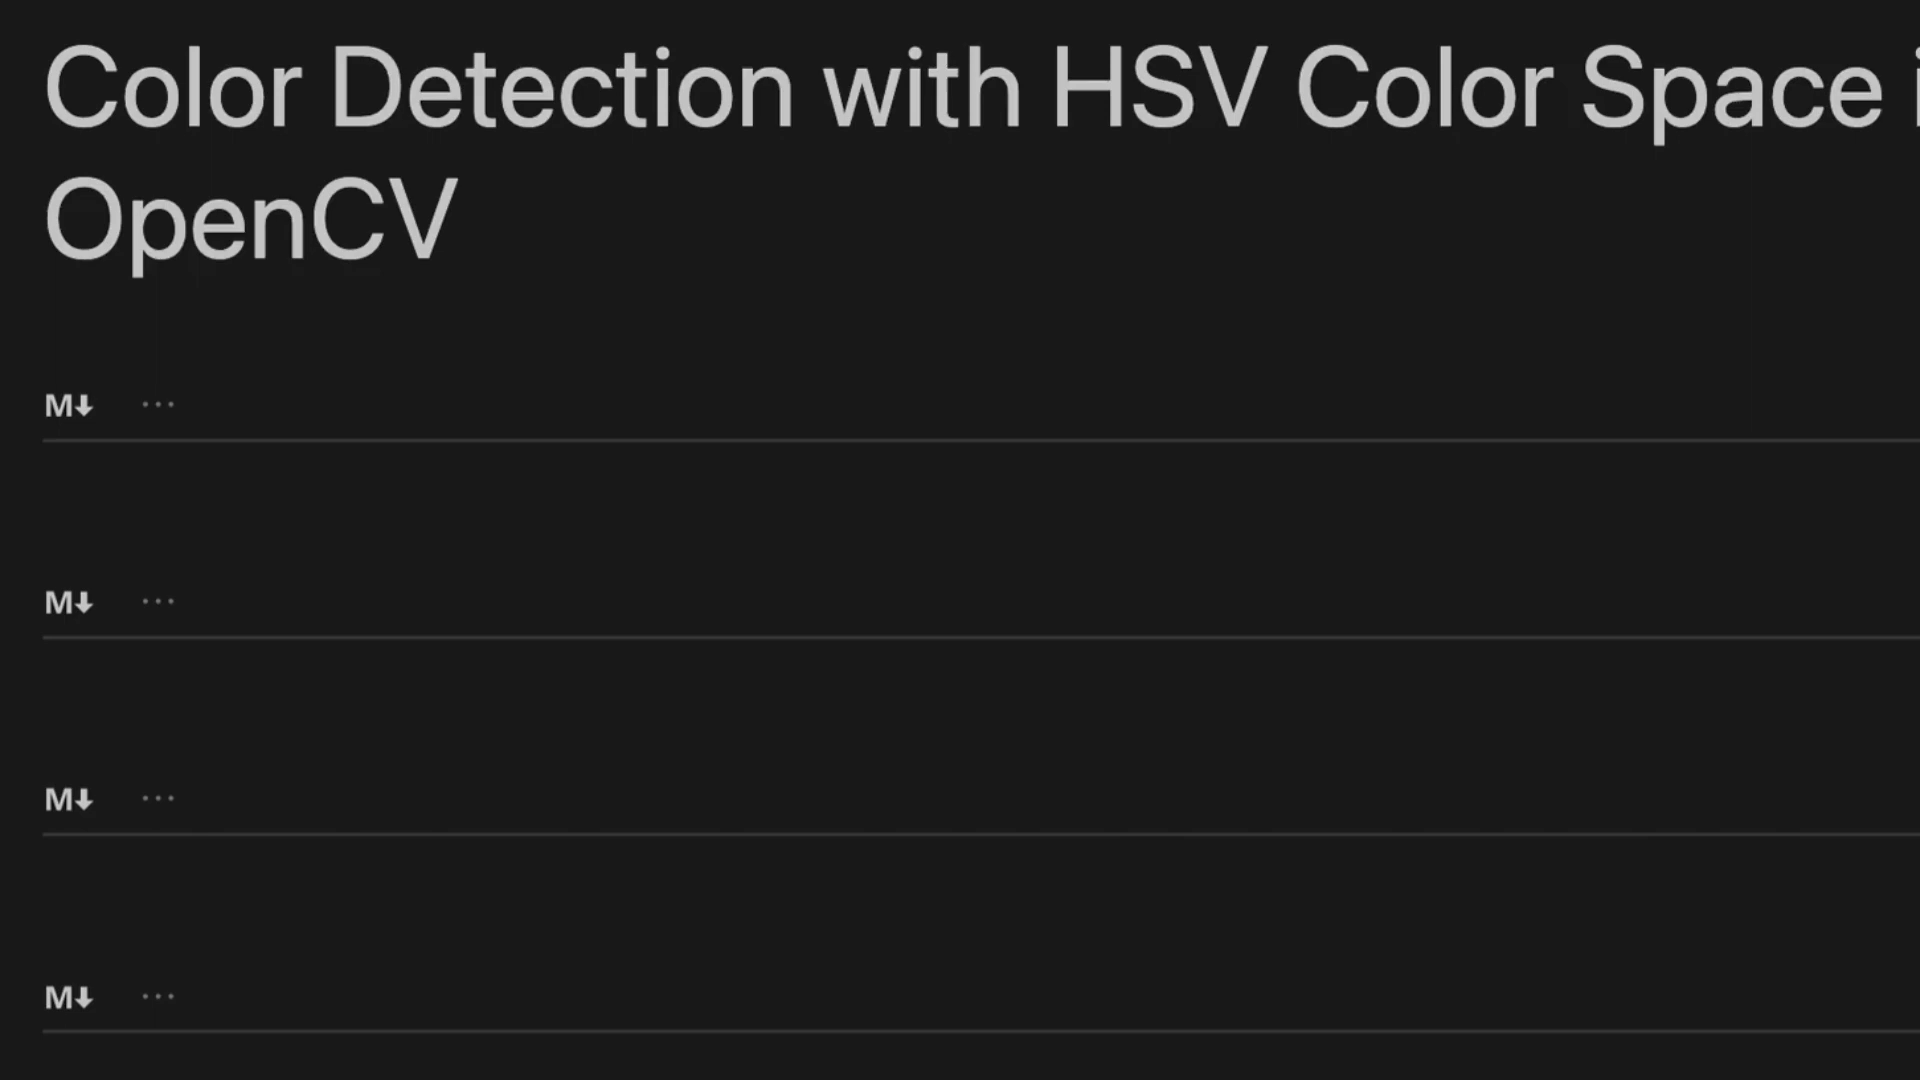 Color Detection with HSV Color Space
OpenCV
M↓ ...
M↓ ...
M↓ ...
M↓ ...